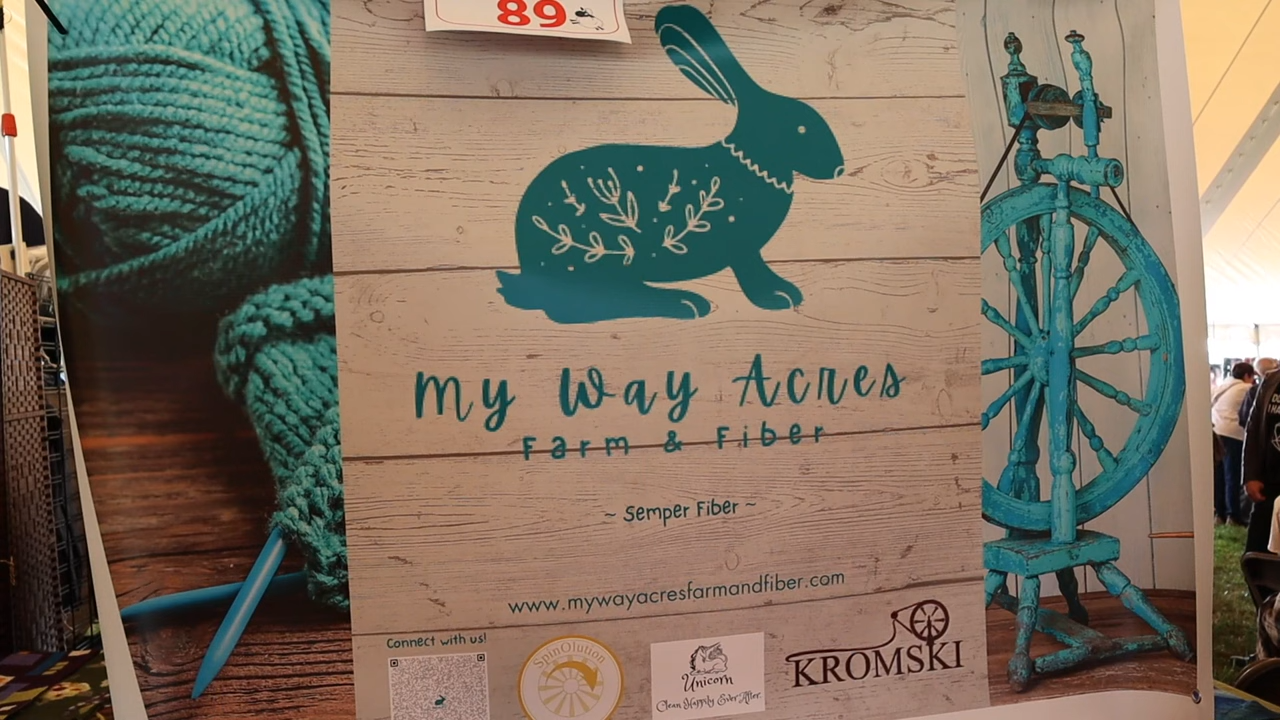 89
My Way Acres
Farm & Fiber
~ Semper Fiber ~
www.mywayacresfarmandfiber.com
Connect with us!
SpinOlution
Unicorn
Clean Happily Ever After.
KROMSKI